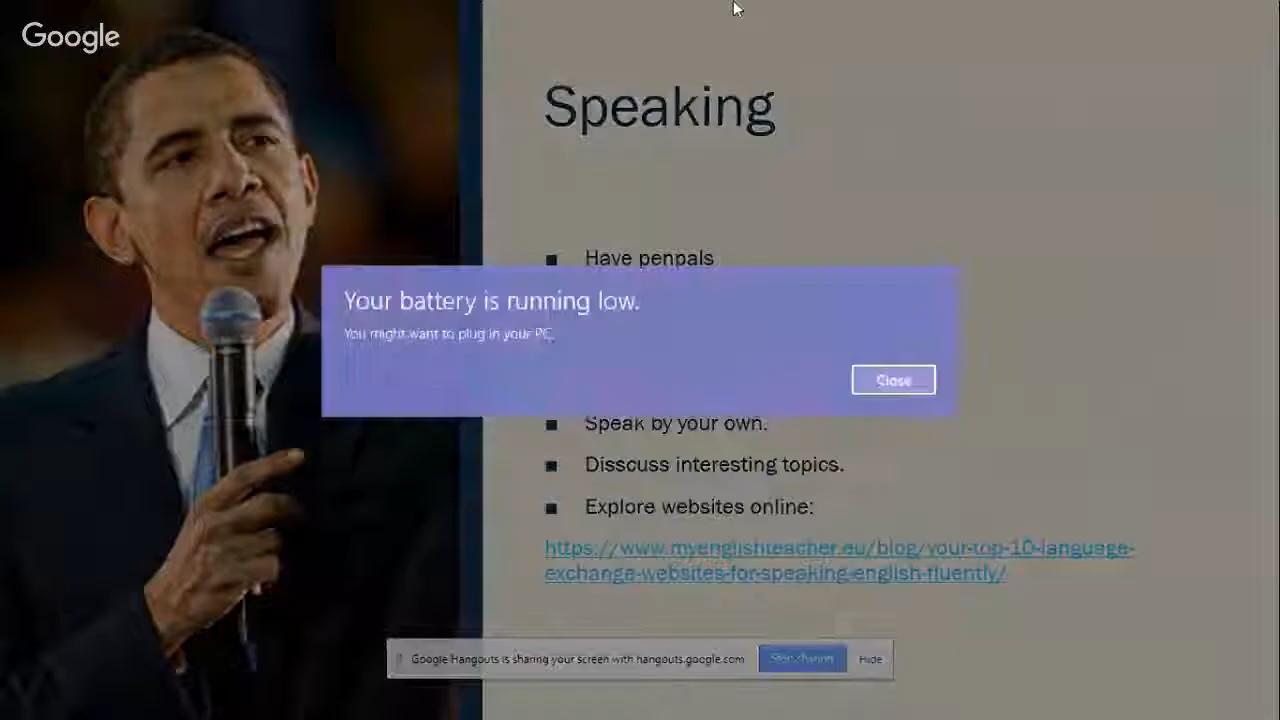 Google
Speaking
■ Have penpals
Your battery is running low.
You might want to plug in your PC.
Close
■ Speak by your own.
■ Disscuss interesting topics.
■ Explore websites online:
https://www.myenglishteacher.eu/blog/your-top-10-language-
exchange-websites-for-speaking-english-fluently/
Google Hangouts is sharing your screen with hangouts.google.com Stop sharing Hide